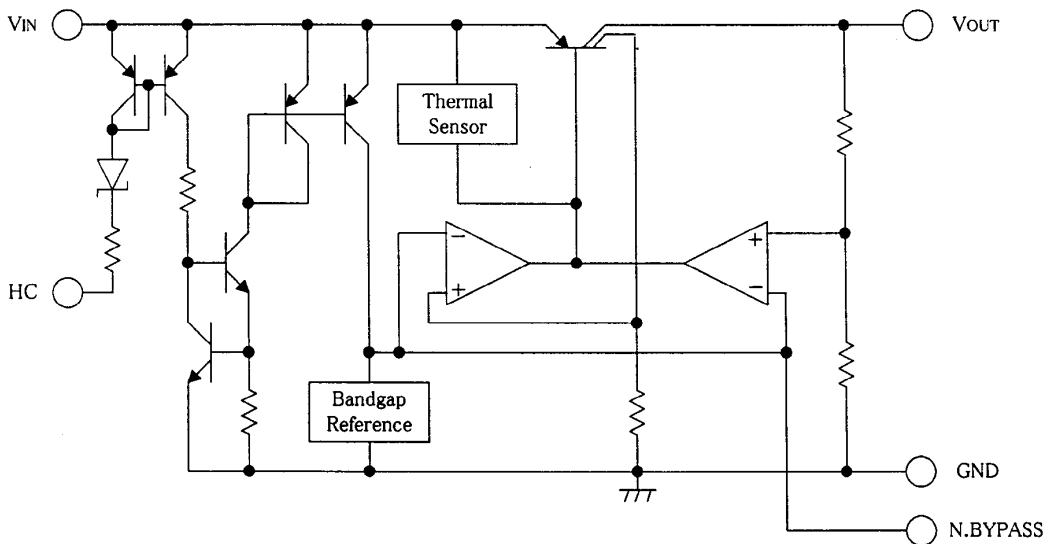 VIN
VOUT
Thermal
Sensor
HC
−
+
+
−
Bandgap
Reference
GND
N.BYPASS